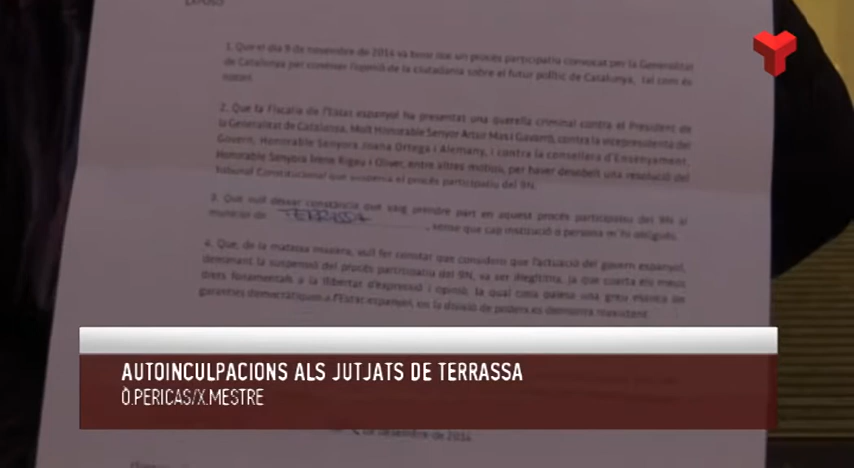 EXPOSO
1. Que el dia 9 de novembre de 2014 va tenir lloc un procés participatiu convocat per la Generalitat
de Catalunya per conèixer l'opinió de la ciutadania sobre el futur polític de Catalunya, tal com és
notori.
2. Que la Fiscalia de l'Estat espanyol ha presentat una querella criminal contra el President de
la Generalitat de Catalunya, Molt Honorable Senyor Artur Mas i Gavarró, contra la vicepresidenta del
Govern, Honorable Senyora Joana Ortega i Alemany, i contra la consellera d'Ensenyament,
Honorable Senyora Irene Rigau i Oliver, entre altres motius, per haver desobeït una resolució del
Tribunal Constitucional que suspenia el procés participatiu del 9N.
3. Que vull deixar constància que vaig prendre part en aquest procés participatiu del 9N al
municipi de TERRASSA, sense que cap institució o persona m'hi obligués.
4. Que, de la mateixa manera, vull fer constar que considero que l'actuació del govern espanyol,
demanant la suspensió del procés participatiu del 9N, va ser il·legítima, ja que coarta els meus
drets fonamentals a la llibertat d'expressió i opinió, la qual cosa palesa una greu manca de
garanties democràtiques a l'Estat espanyol, on la divisió de poders es demostra inexistent.
AUTOINCULPACIONS ALS JUTJATS DE TERRASSA
Ò.PERICAS/X.MESTRE
de desembre de 2014